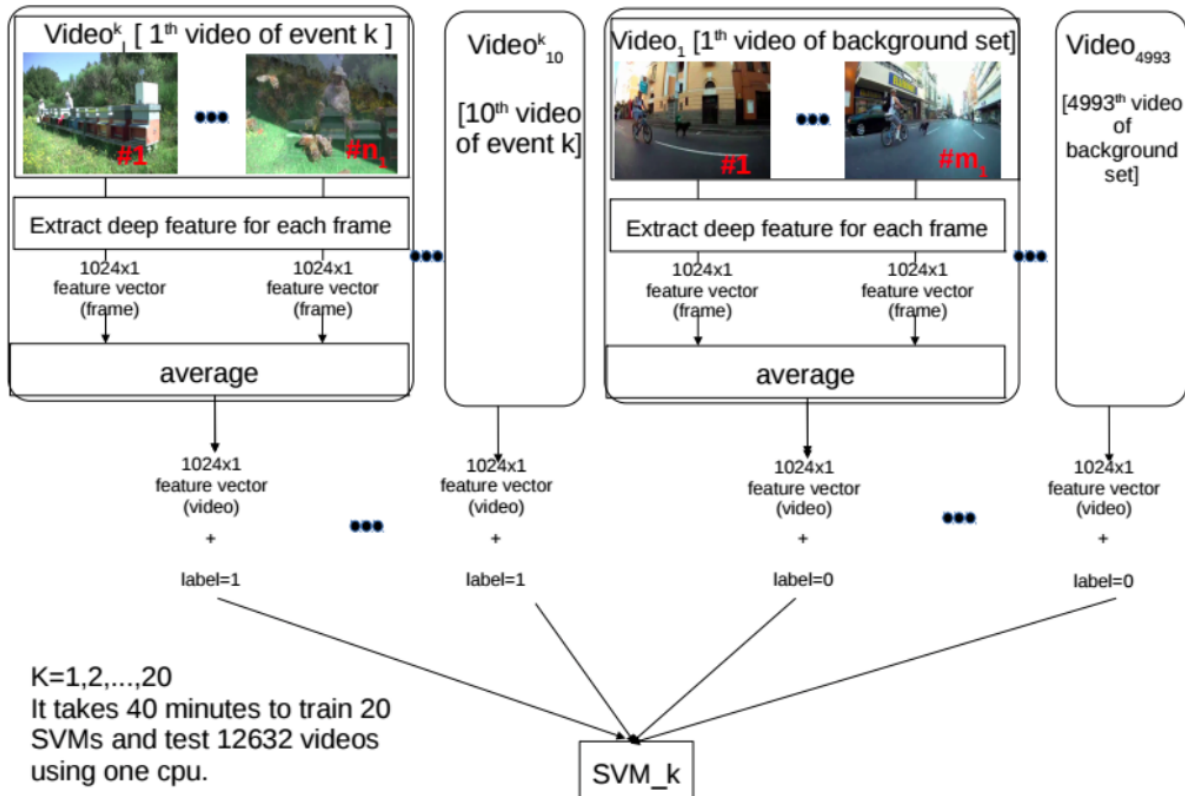 Video^k_1 [ 1^th video of event k ]
#1
#n_1
Extract deep feature for each frame
1024x1
feature vector
(frame)
1024x1
feature vector
(frame)
average
1024x1
feature vector
(video)
+
label=1
Video^k_10
[10^th video
of event k]
1024x1
feature vector
(video)
+
label=1
Video_1 [1^th video of background set]
#1
#m_1
Extract deep feature for each frame
1024x1
feature vector
(frame)
1024x1
feature vector
(frame)
average
1024x1
feature vector
(video)
+
label=0
Video_4993
[4993^th video
of
background
set]
1024x1
feature vector
(video)
+
label=0
K=1,2,...,20
It takes 40 minutes to train 20
SVMs and test 12632 videos
using one cpu.
SVM_k